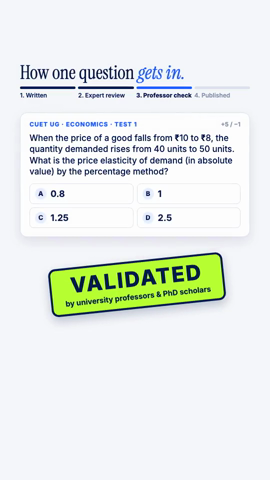 How one question gets in.
1. Written 2. Expert review 3. Professor check 4. Published
CUET UG · ECONOMICS · TEST 1 +5 / −1
When the price of a good falls from ₹10 to ₹8, the
quantity demanded rises from 40 units to 50 units.
What is the price elasticity of demand (in absolute
value) by the percentage method?
A 0.8 B 1
C 1.25 D 2.5
VALIDATED
by university professors & PhD scholars